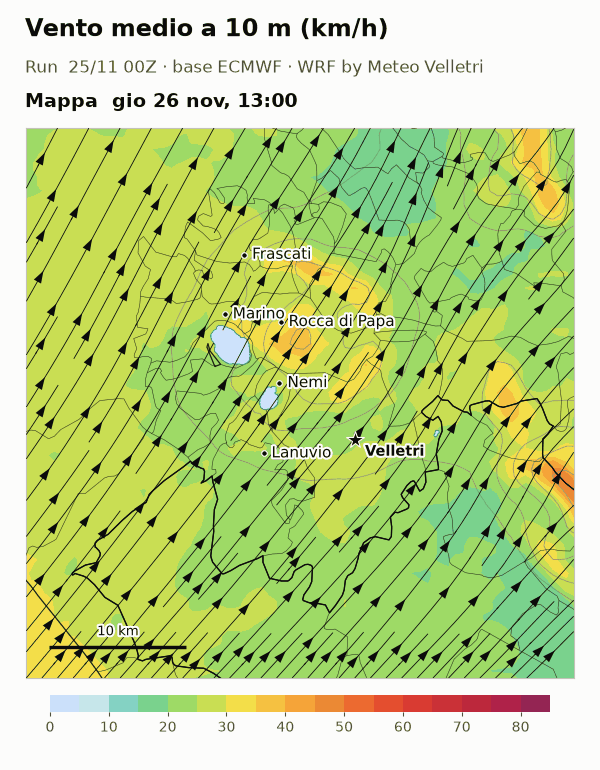 Vento medio a 10 m (km/h)
Run  25/11 00Z · base ECMWF · WRF by Meteo Velletri
Mappa  gio 26 nov, 13:00
Frascati
Marino
Rocca di Papa
Nemi
Velletri
Lanuvio
10 km
0 10 20 30 40 50 60 70 80